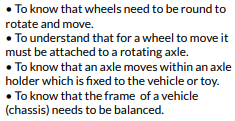 • To know that wheels need to be round to
rotate and move.
• To understand that for a wheel to move it
must be attached to a rotating axle.
• To know that an axle moves within an axle
holder which is fixed to the vehicle or toy.
• To know that the frame of a vehicle
(chassis) needs to be balanced.